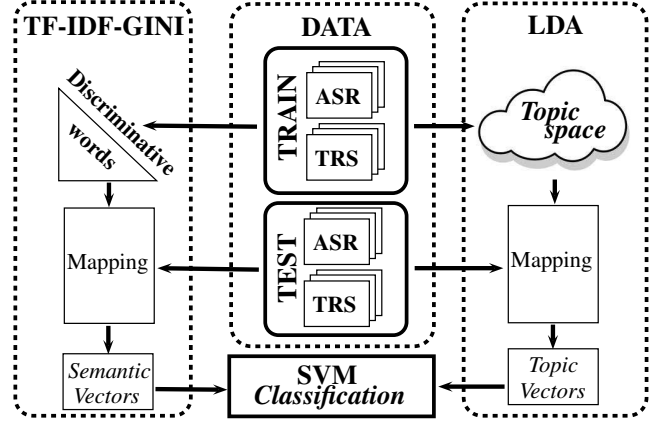 TF-IDF-GINI
Discriminative
words
Mapping
Semantic
Vectors
DATA
TRAIN
ASR
TRS
TEST
ASR
TRS
SVM
Classification
LDA
Topic
space
Mapping
Topic
Vectors